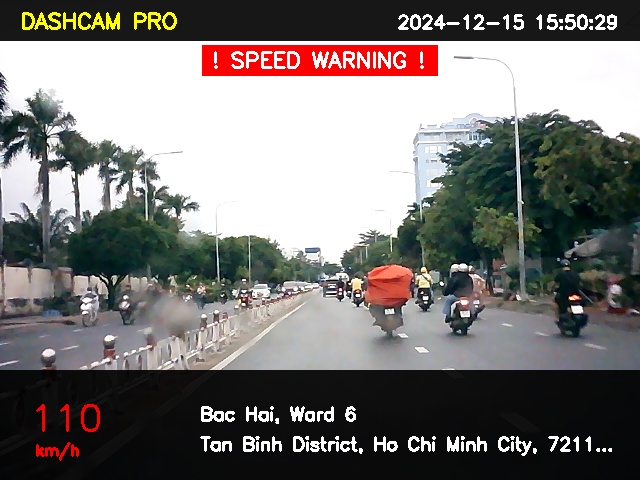 DASHCAM PRO
2024-12-15 15:50:29
! SPEED WARNING !
110
km/h
Bac Hai, Ward 6
Tan Binh District, Ho Chi Minh City, 7211...